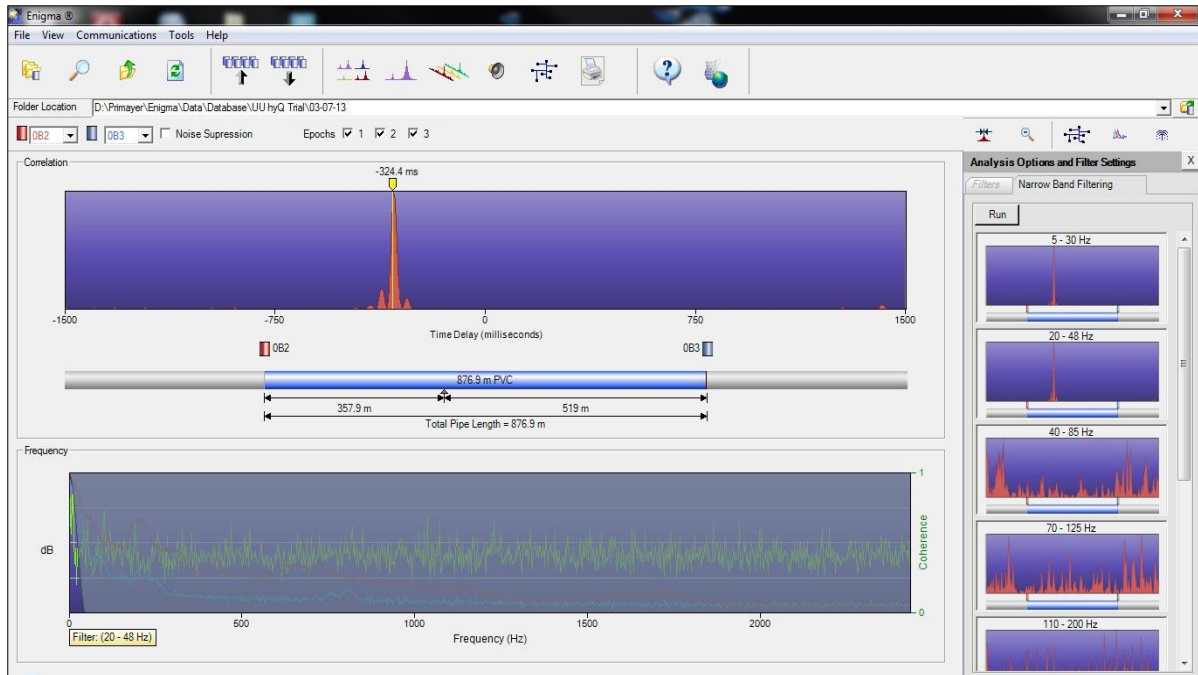 Enigma ®
File View Communications Tools Help
Folder Location D:\Primayer\Enigma\Data\Database\UU hyQ Trial\03-07-13
0B2 0B3 Noise Supression Epochs 1 2 3
Correlation
-324.4 ms
-1500 -750 0 750 1500
Time Delay (milliseconds)
0B2 0B3
876.9 m PVC
357.9 m 519 m
Total Pipe Length = 876.9 m
Frequency
1
dB
Coherence
0
0 500 1000 1500 2000
Filter: (20 - 48 Hz)
Frequency (Hz)
Analysis Options and Filter Settings X
Filters Narrow Band Filtering
Run
5 - 30 Hz
20 - 48 Hz
40 - 85 Hz
70 - 125 Hz
110 - 200 Hz